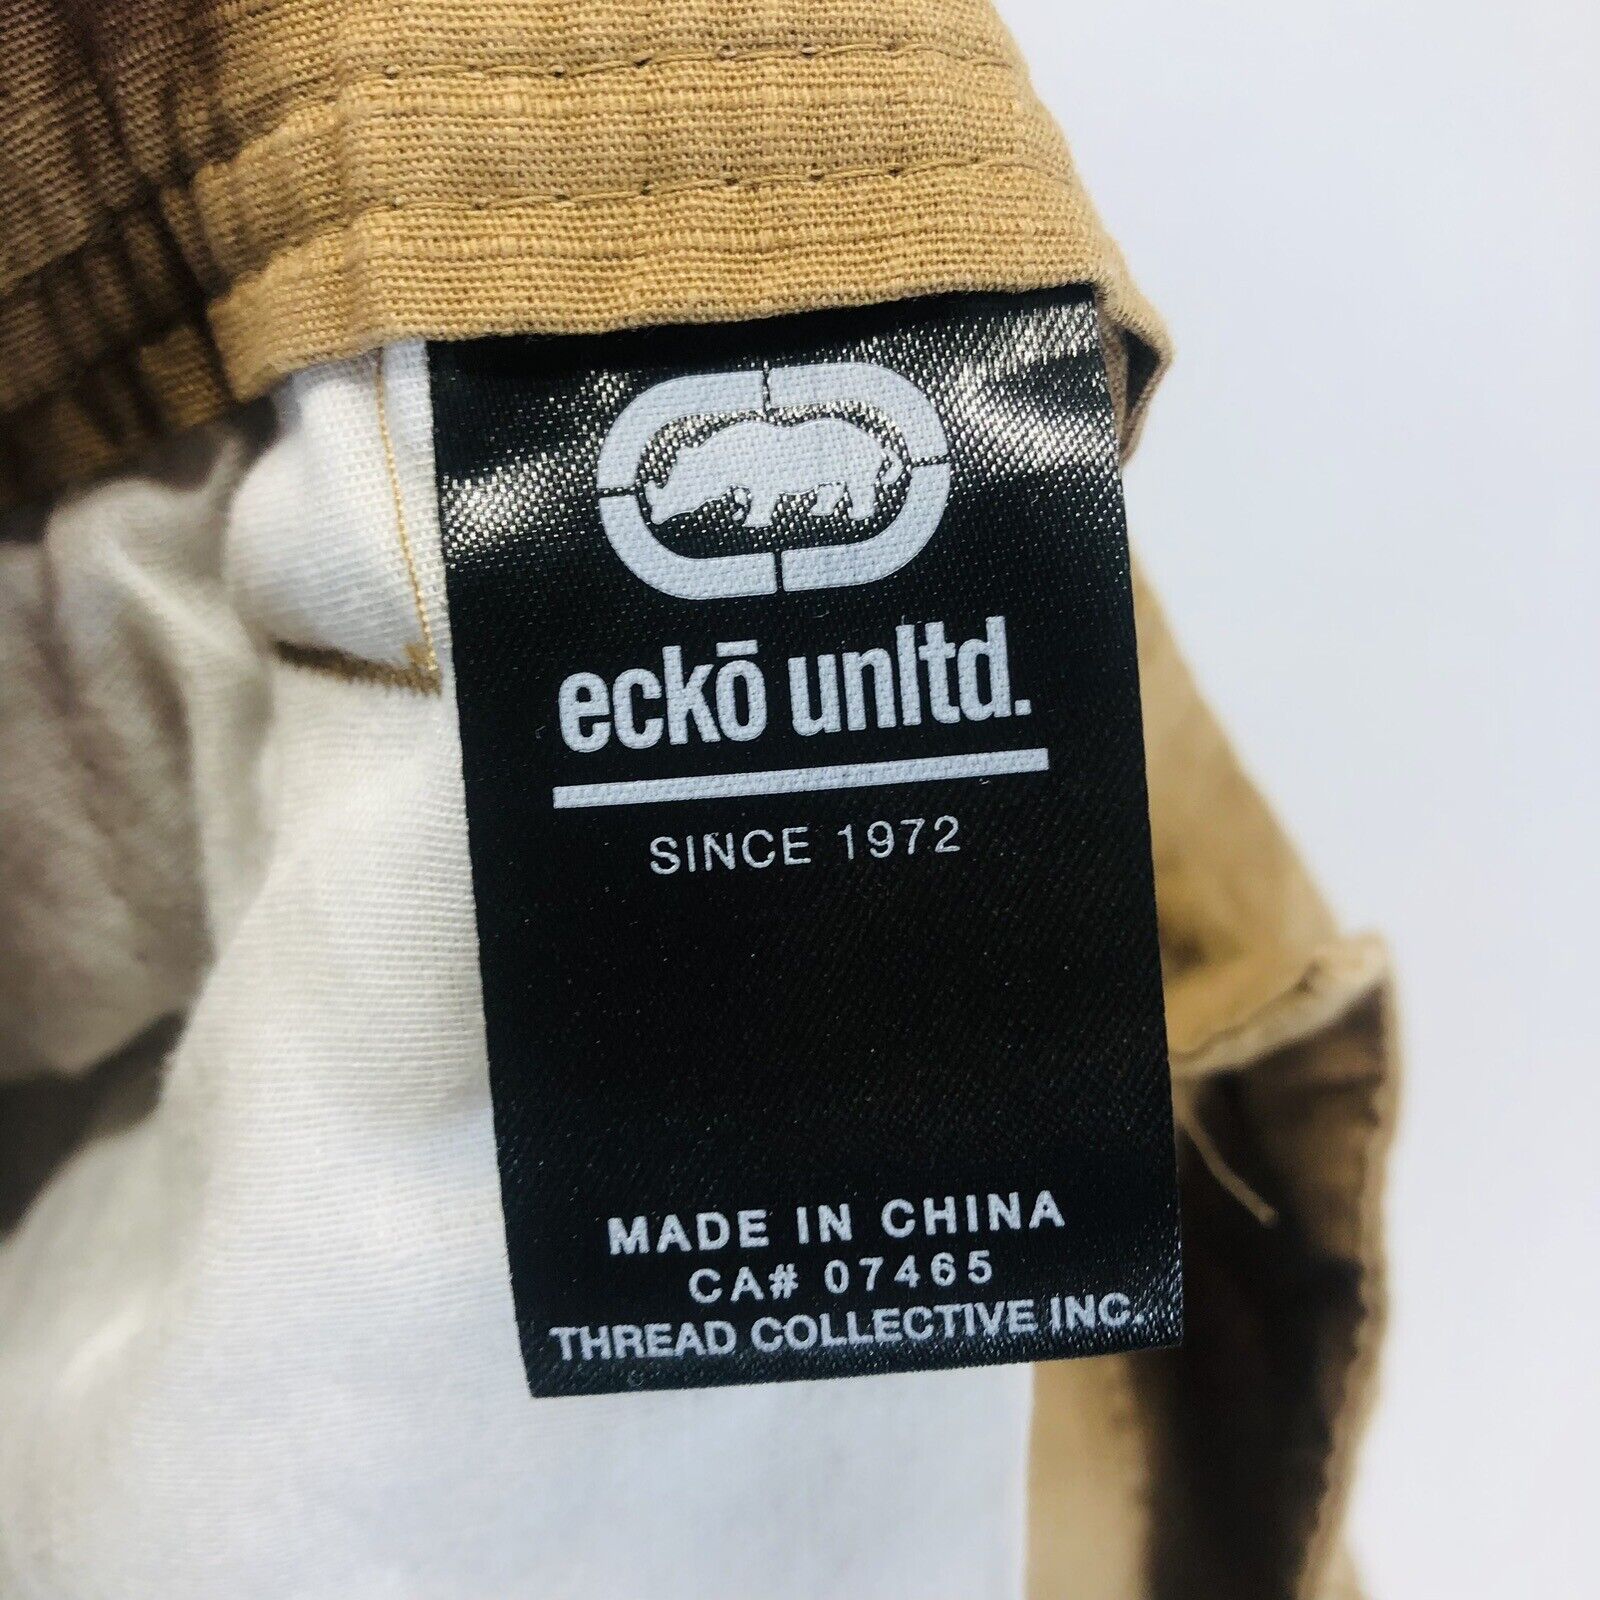 eckō unltd.
SINCE 1972
MADE IN CHINA
CA# 07465
THREAD COLLECTIVE INC.